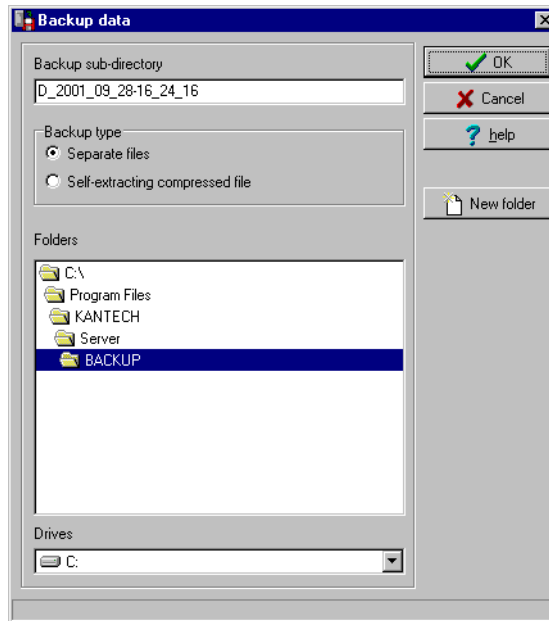 Backup data
Backup sub-directory
D_2001_09_28-16_24_16
Backup type
Separate files
Self-extracting compressed file
Folders
C:\
Program Files
KANTECH
Server
BACKUP
Drives
C:
OK
Cancel
help
New folder